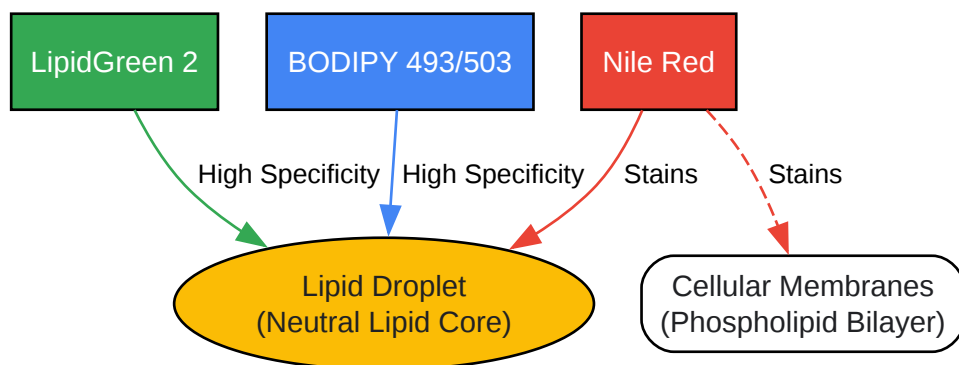 LipidGreen 2
BODIPY 493/503
Nile Red
High Specificity
High Specificity
Stains
Stains
Lipid Droplet
(Neutral Lipid Core)
Cellular Membranes
(Phospholipid Bilayer)